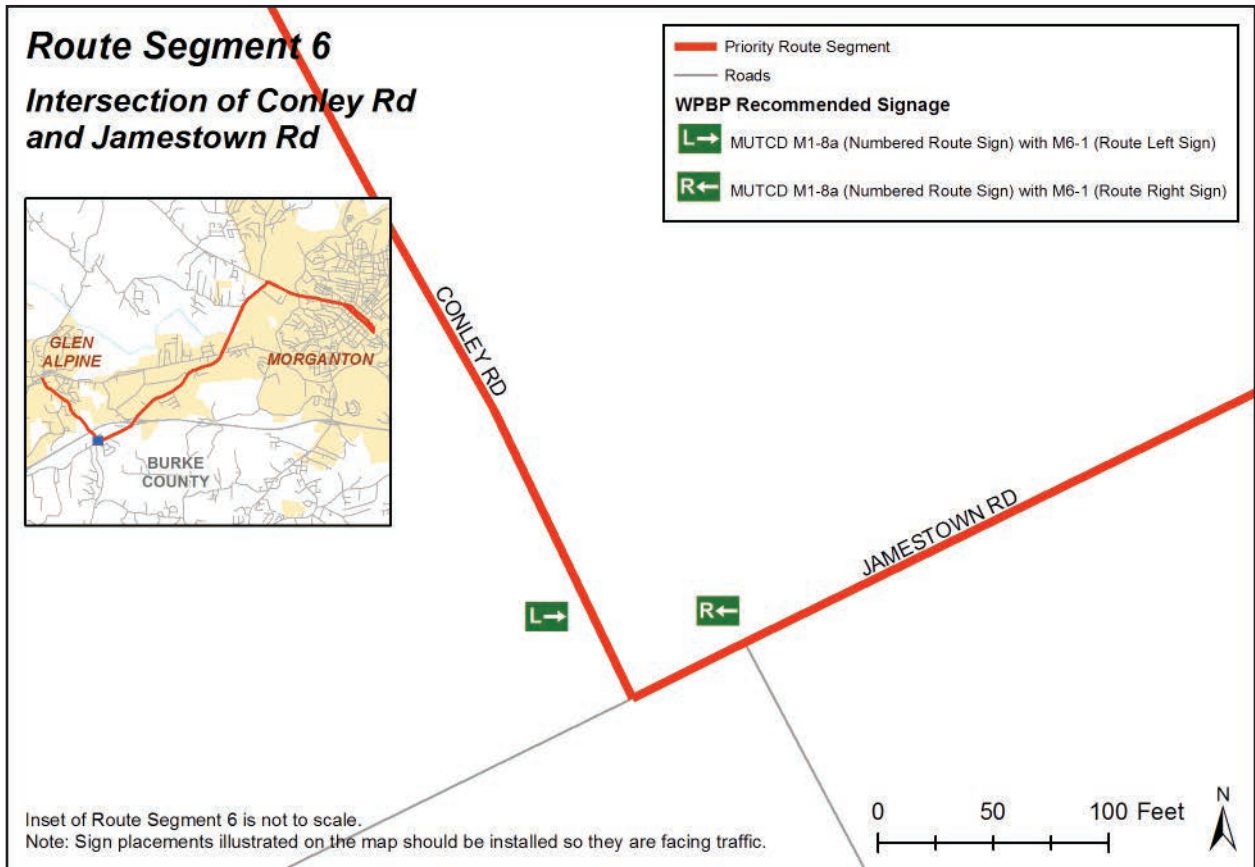 Route Segment 6
Intersection of Conley Rd
and Jamestown Rd
Priority Route Segment
Roads
WPBP Recommended Signage
L→ MUTCD M1-8a (Numbered Route Sign) with M6-1 (Route Left Sign)
R← MUTCD M1-8a (Numbered Route Sign) with M6-1 (Route Right Sign)
GLEN
ALPINE
MORGANTON
BURKE
COUNTY
CONLEY RD
JAMESTOWN RD
L→
R←
Inset of Route Segment 6 is not to scale.
Note: Sign placements illustrated on the map should be installed so they are facing traffic.
0 50 100 Feet
N